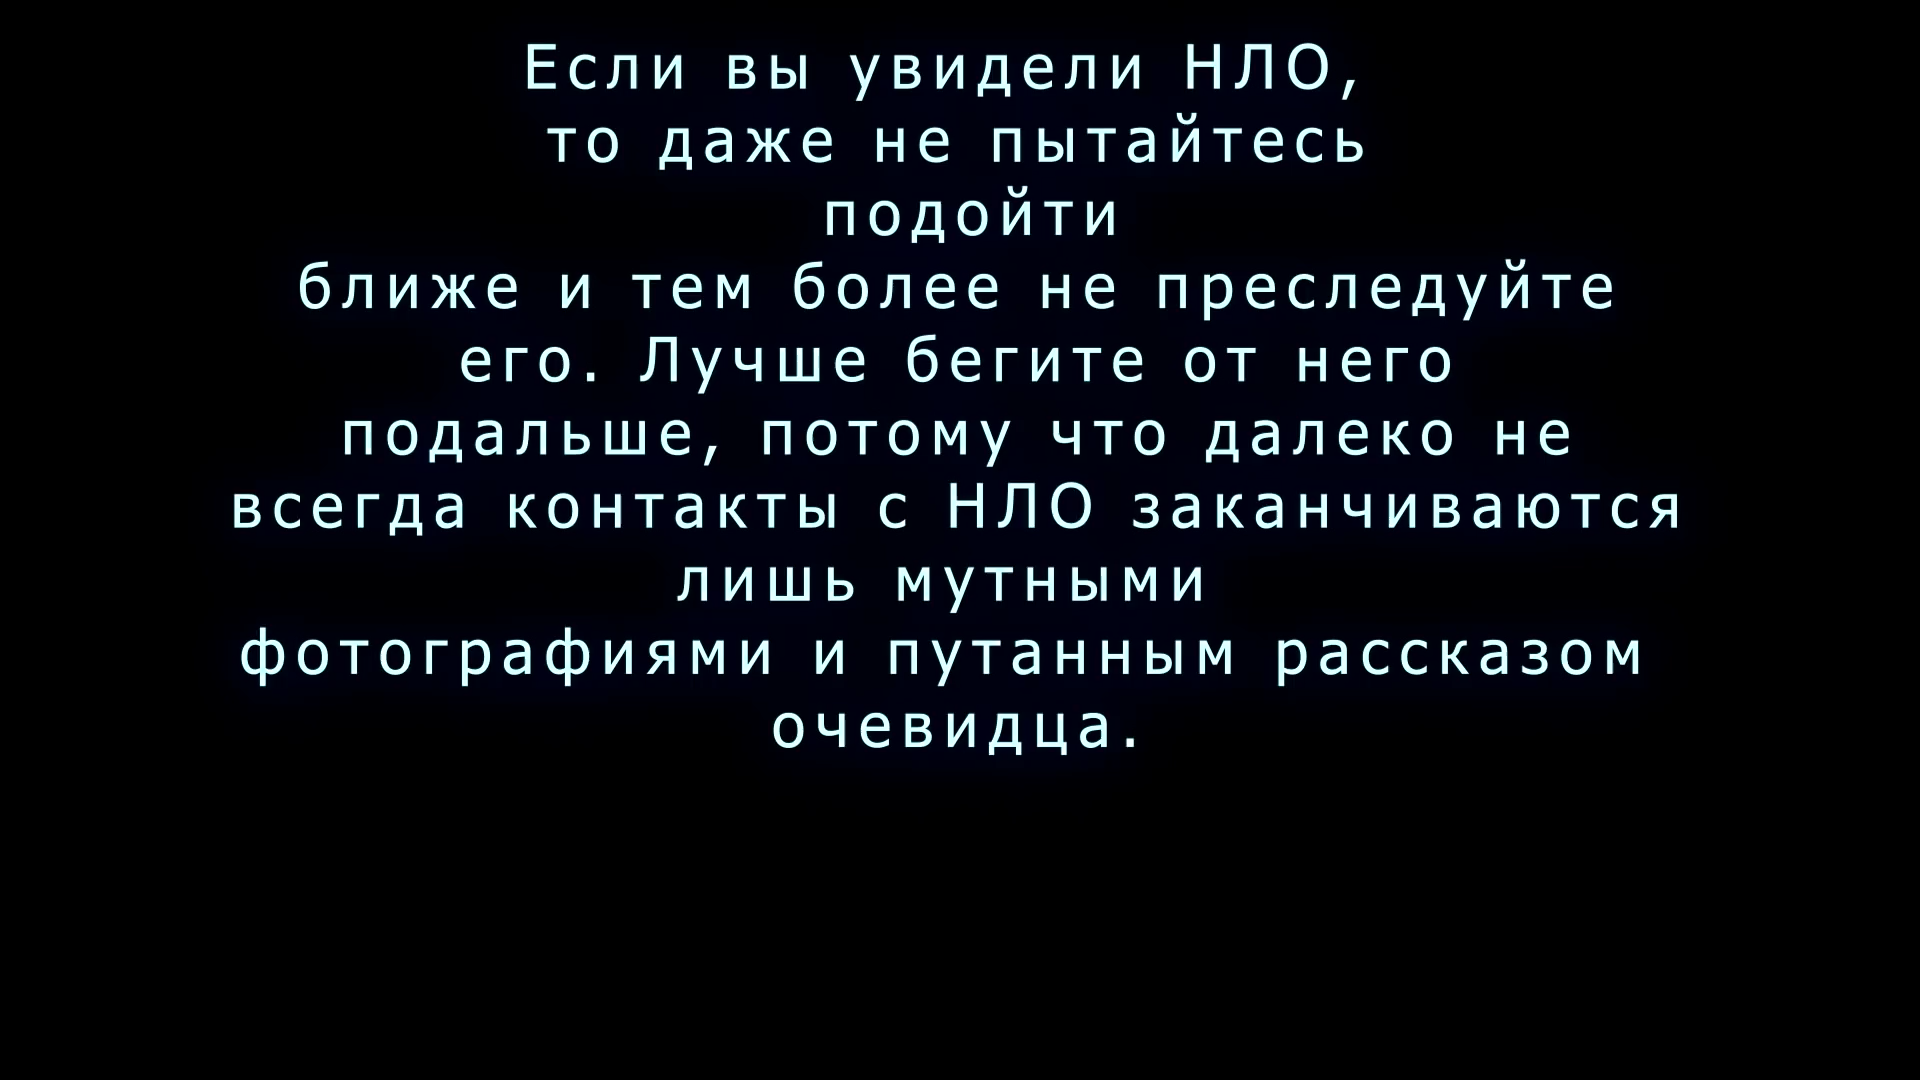 Если вы увидели НЛО,
то даже не пытайтесь
подойти
ближе и тем более не преследуйте
его. Лучше бегите от него
подальше, потому что далеко не
всегда контакты с НЛО заканчиваются
лишь мутными
фотографиями и путанным рассказом
очевидца.